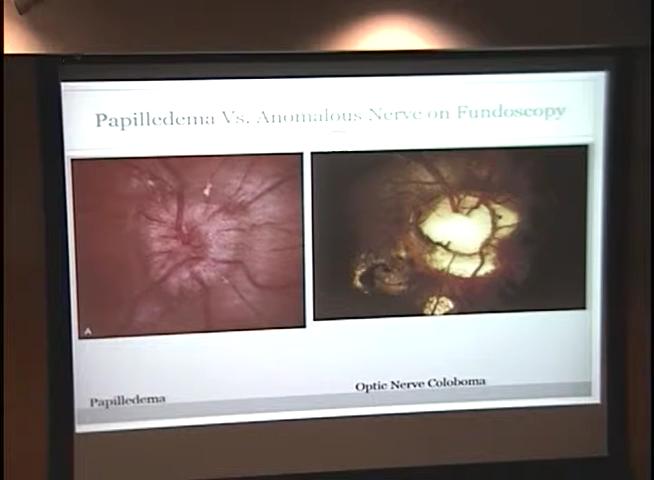 Papilledema Vs. Anomalous Nerve on Fundoscopy
A
Papilledema
Optic Nerve Coloboma